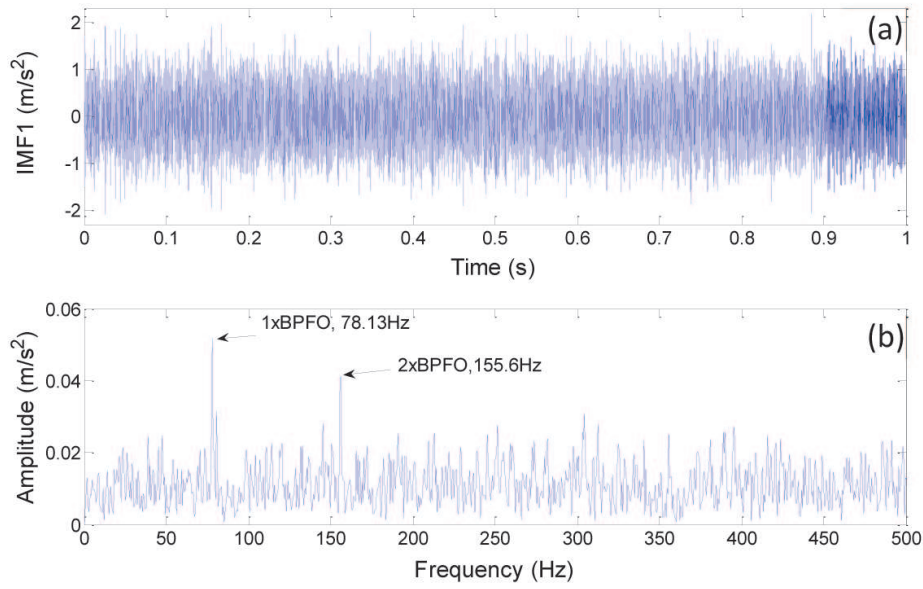 (a)
IMF1 (m/s²)
2
1
0
-1
-2
0 0.1 0.2 0.3 0.4 0.5 0.6 0.7 0.8 0.9 1
Time (s)
(b)
1xBPFO, 78.13Hz
2xBPFO,155.6Hz
Amplitude (m/s²)
0.06
0.04
0.02
0
0 50 100 150 200 250 300 350 400 450 500
Frequency (Hz)